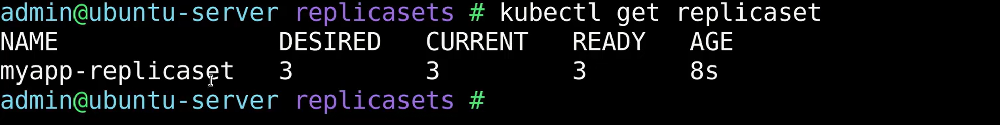 admin@ubuntu-server replicasets # kubectl get replicaset
NAME DESIRED CURRENT READY AGE
myapp-replicaset 3 3 3 8s
admin@ubuntu-server replicasets #